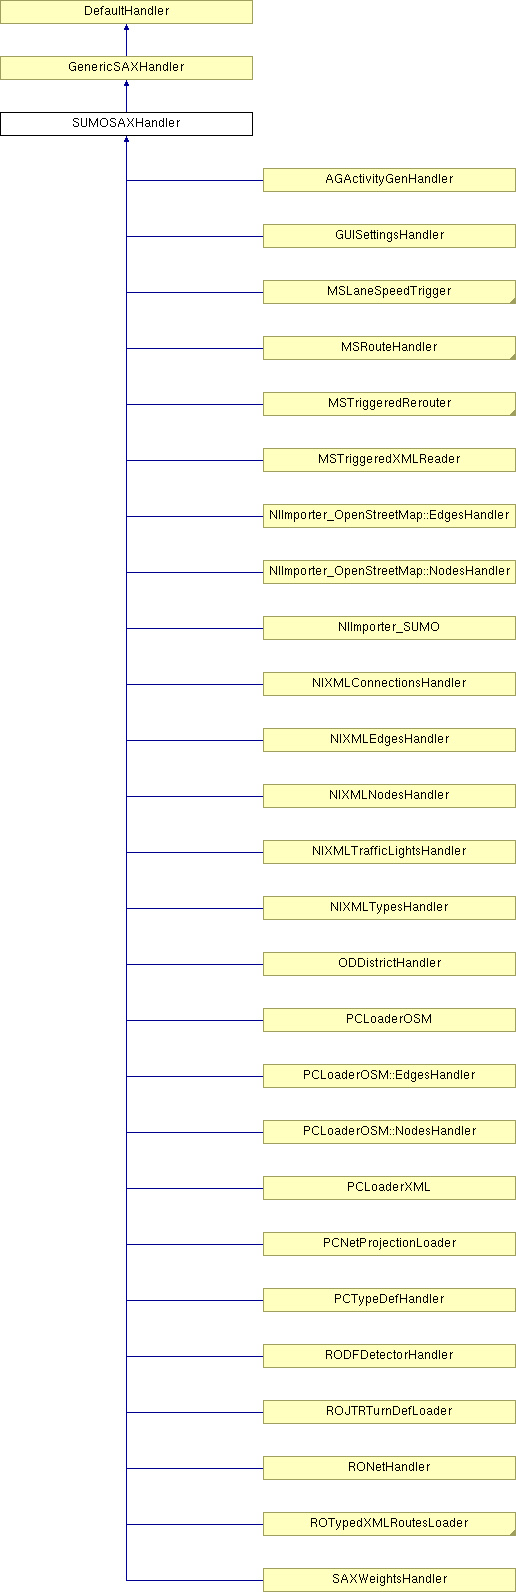 DefaultHandler
GenericSAXHandler
SUMOSAXHandler
AGActivityGenHandler
GUISettingsHandler
MSLaneSpeedTrigger
MSRouteHandler
MSTriggeredRerouter
MSTriggeredXMLReader
NIImporter_OpenStreetMap::EdgesHandler
NIImporter_OpenStreetMap::NodesHandler
NIImporter_SUMO
NIXMLConnectionsHandler
NIXMLEdgesHandler
NIXMLNodesHandler
NIXMLTrafficLightsHandler
NIXMLTypesHandler
ODDistrictHandler
PCLoaderOSM
PCLoaderOSM::EdgesHandler
PCLoaderOSM::NodesHandler
PCLoaderXML
PCNetProjectionLoader
PCTypeDefHandler
RODFDetectorHandler
ROJTRTurnDefLoader
RONetHandler
ROTypedXMLRoutesLoader
SAXWeightsHandler